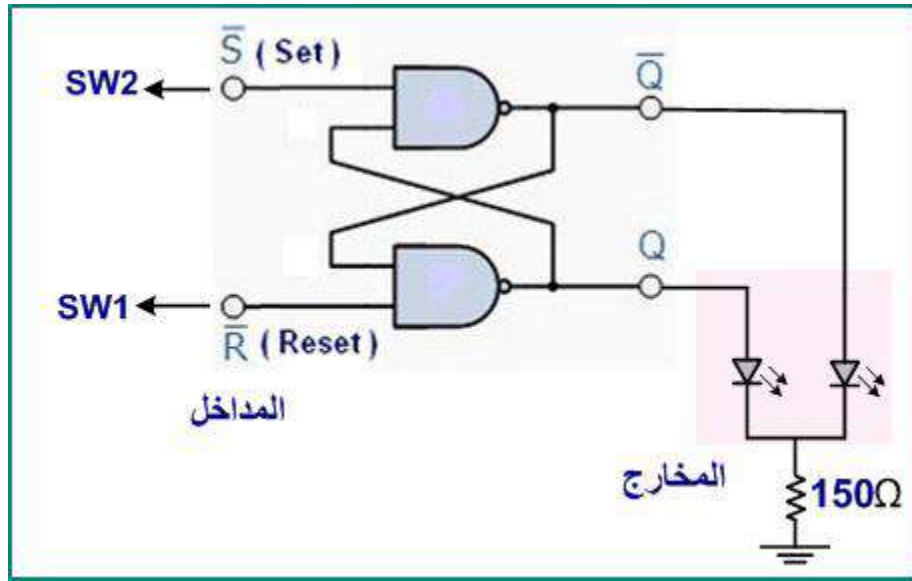 S̅ ( Set)
SW2
Q̅
Q
SW1
R̅ ( Reset )
المداخل
المخارج
150Ω